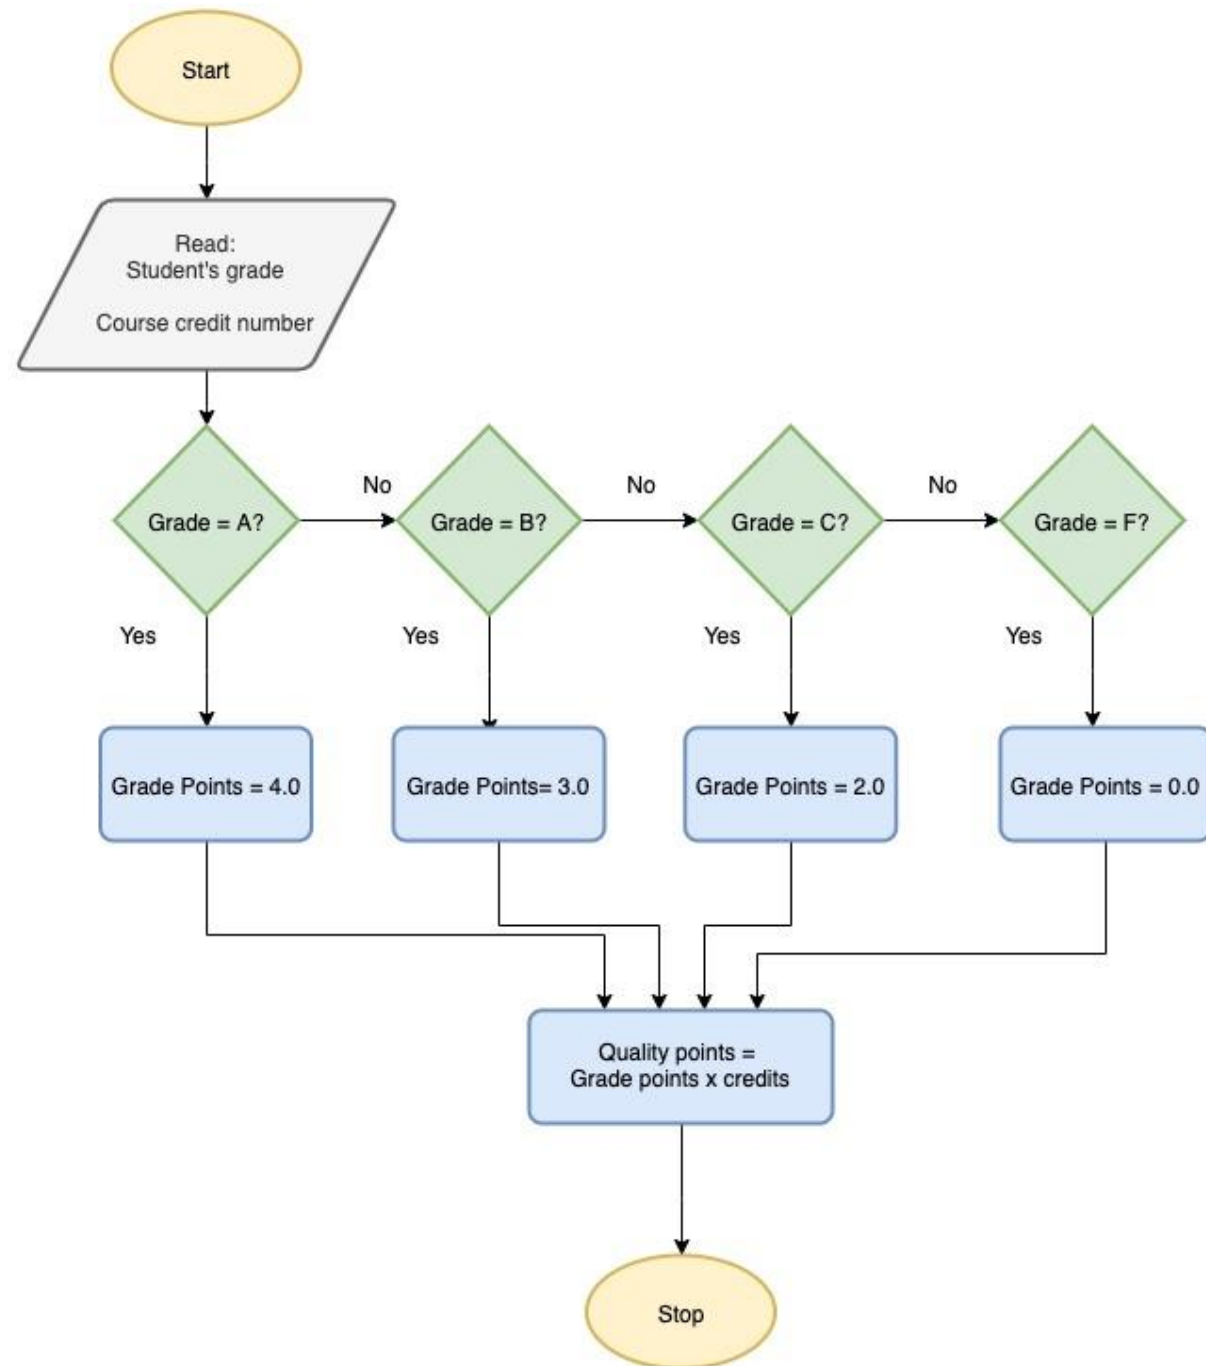 Start
Read:
Student's grade
Course credit number
Grade = A?
No
Grade = B?
No
Grade = C?
No
Grade = F?
Yes
Yes
Yes
Yes
Grade Points = 4.0
Grade Points= 3.0
Grade Points = 2.0
Grade Points = 0.0
Quality points =
Grade points x credits
Stop